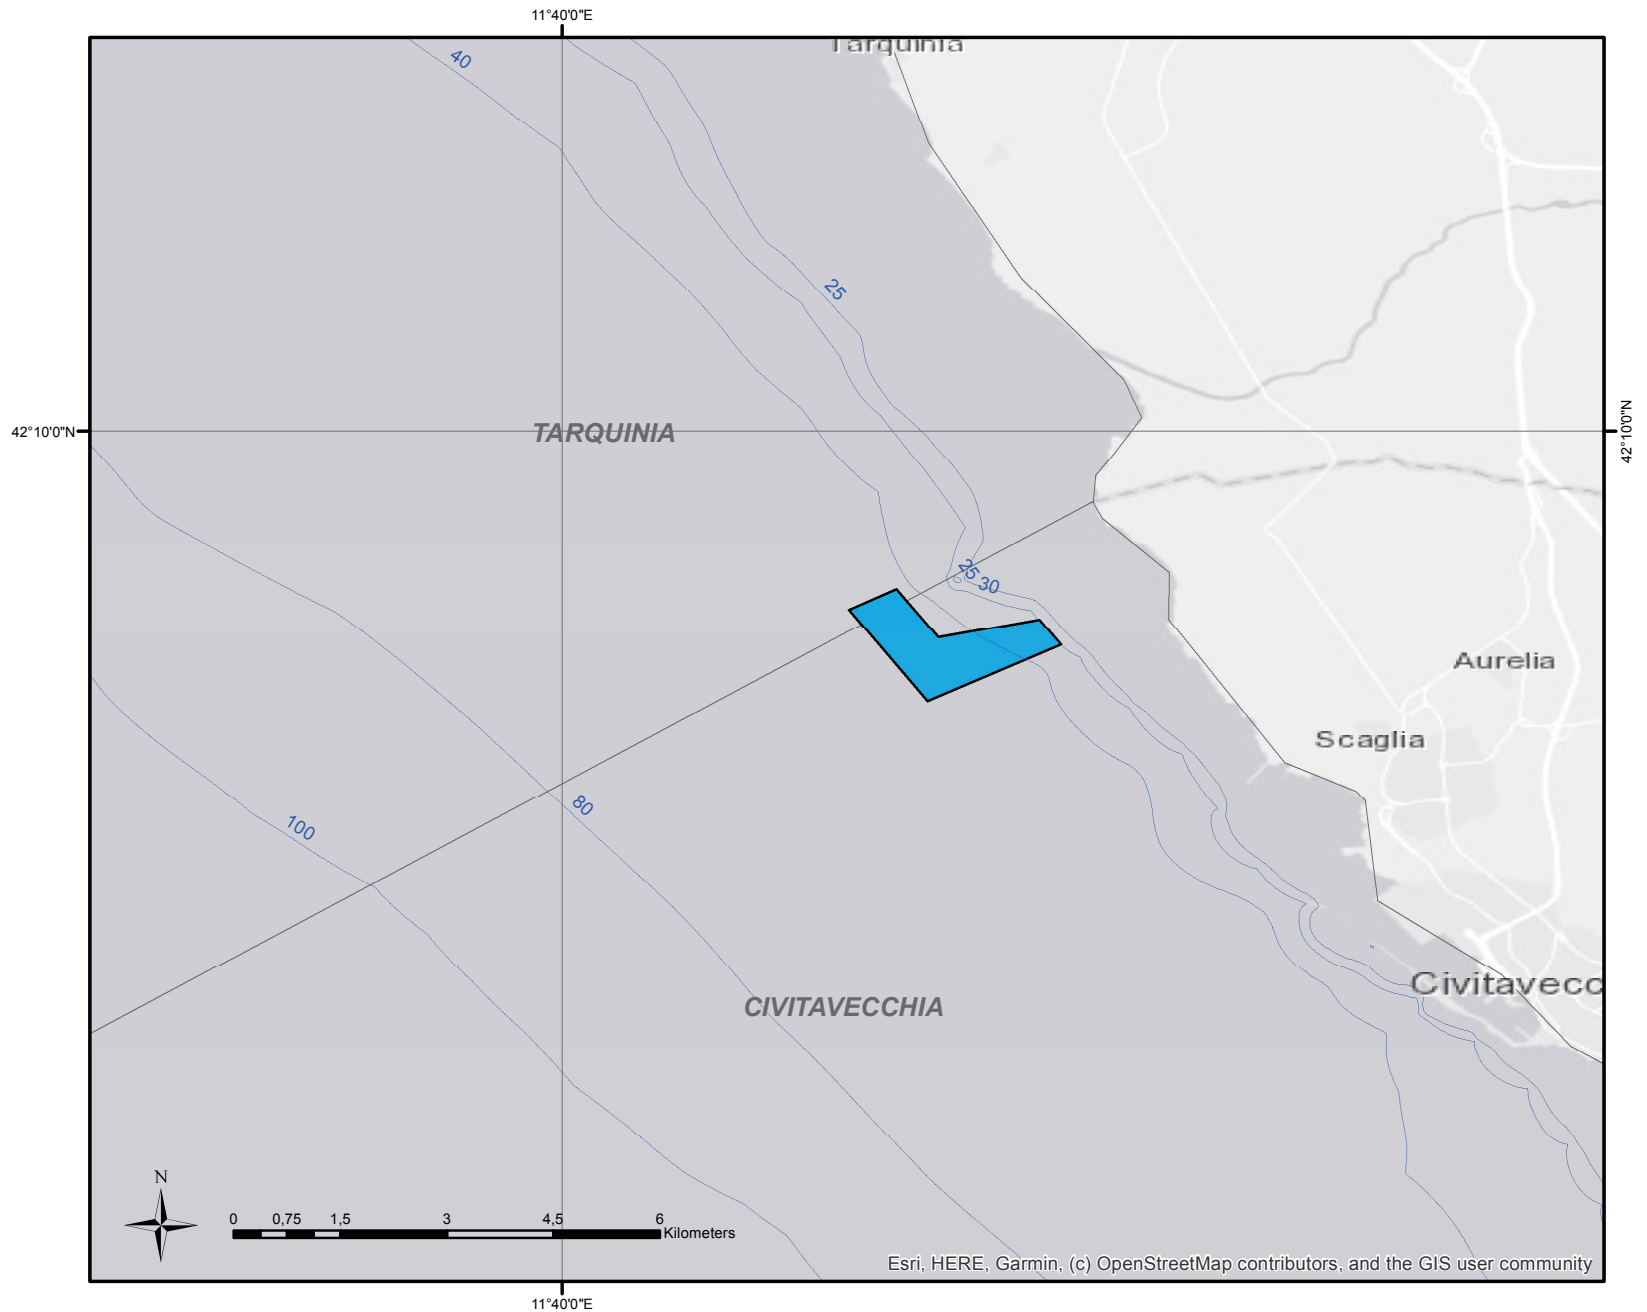 11°40'0"E
Tarquinia
40
25
42°10'0"N
42°10'0"N
TARQUINIA
25
30
Aurelia
Scaglia
80
100
Civitavecc
CIVITAVECCHIA
N
0 0,75 1,5 3 4,5 6
Kilometers
Esri, HERE, Garmin, (c) OpenStreetMap contributors, and the GIS user community
11°40'0"E